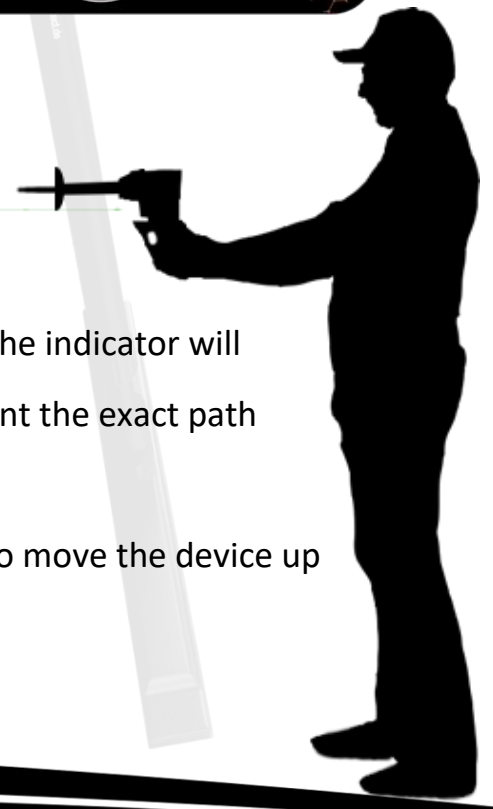 he indicator will
nt the exact path
o move the device up